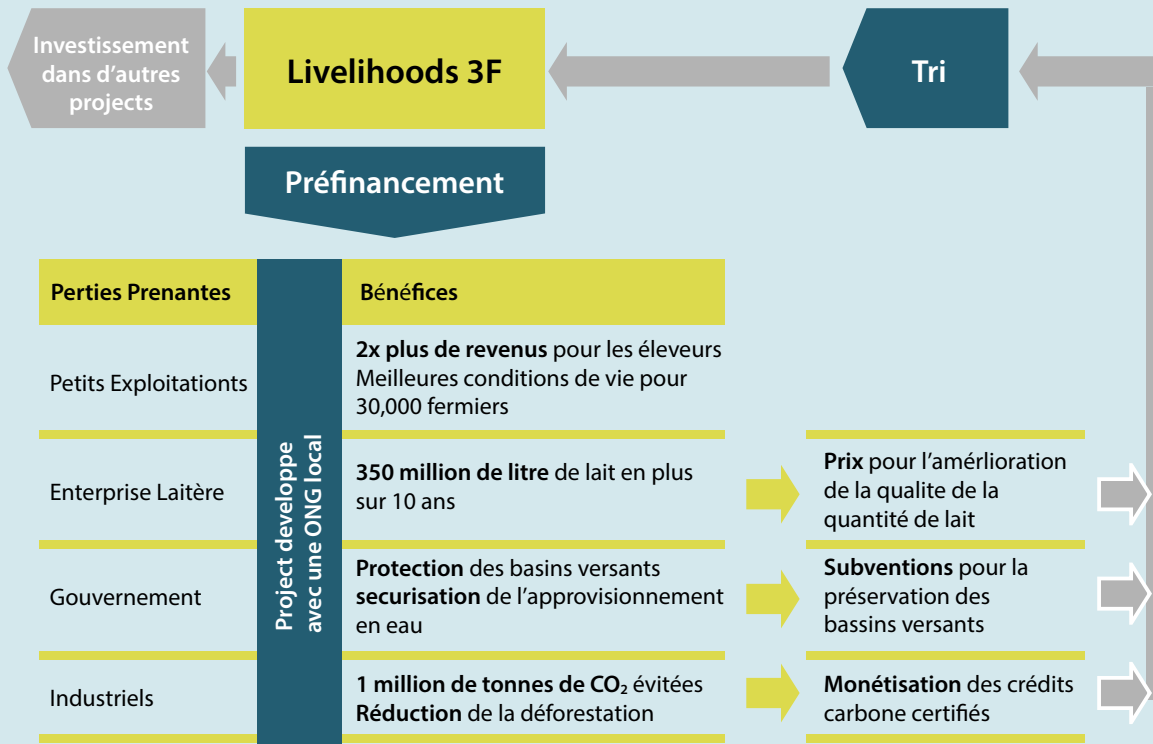 Investissement
dans d'autres
projects
Livelihoods 3F
Tri
Préfinancement
Perties Prenantes
Bénéfices
Project developpe
avec une ONG local
Petits Exploitationts
2x plus de revenus pour les éleveurs
Meilleures conditions de vie pour
30,000 fermiers
Enterprise Laitère
350 million de litre de lait en plus
sur 10 ans
Prix pour l'amérlioration
de la qualite de la
quantité de lait
Gouvernement
Protection des basins versants
securisation de l'approvisionnement
en eau
Subventions pour la
préservation des
bassins versants
Industriels
1 million de tonnes de CO₂ évitées
Réduction de la déforestation
Monétisation des crédits
carbone certifiés